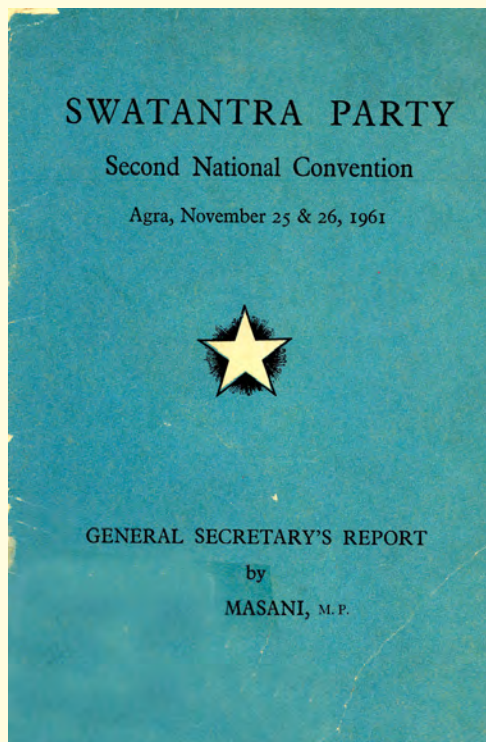 SWATANTRA PARTY
Second National Convention
Agra, November 25 & 26, 1961
GENERAL SECRETARY'S REPORT
by
MASANI, M.P.